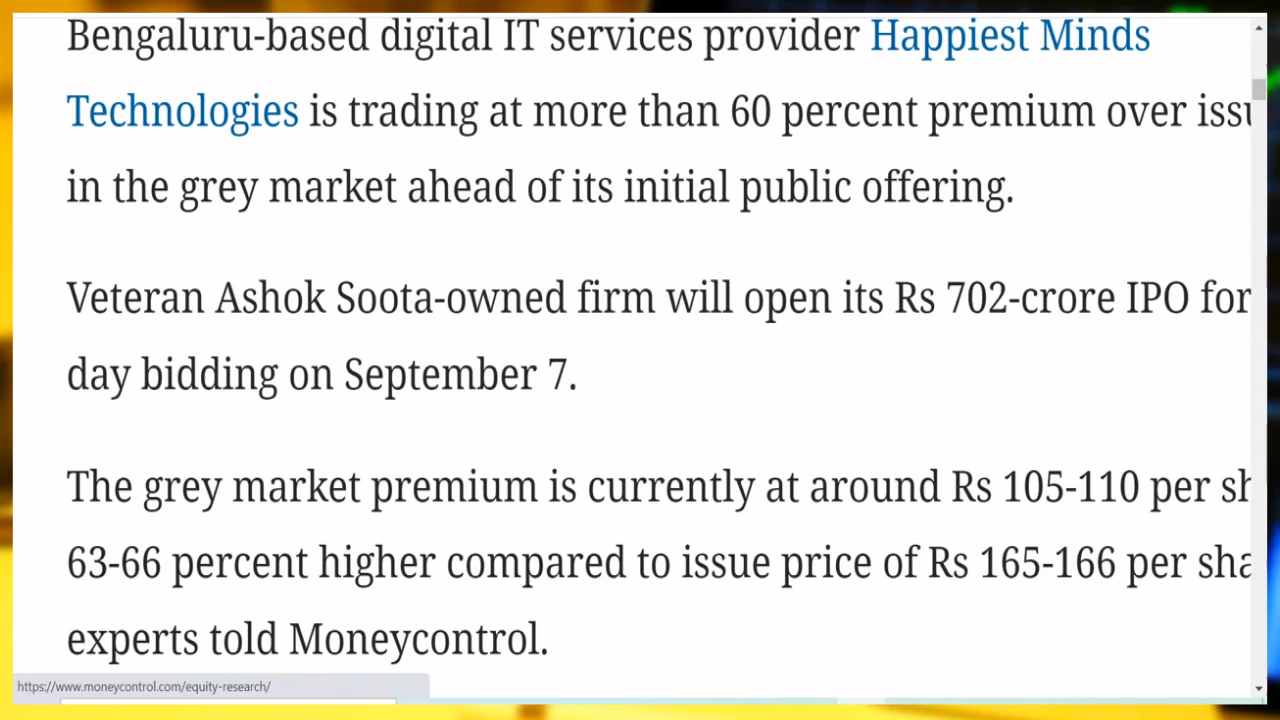 Bengaluru-based digital IT services provider Happiest Minds
Technologies is trading at more than 60 percent premium over
in the grey market ahead of its initial public offering.
Veteran Ashok Soota-owned firm will open its Rs 702-crore IPO for
day bidding on September 7.
The grey market premium is currently at around Rs 105-110 per
63-66 percent higher compared to issue price of Rs 165-166 per
experts told Moneycontrol.
https://www.moneycontrol.com/equity-research/